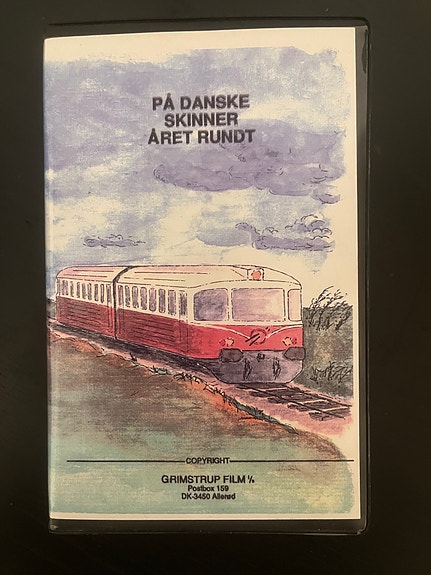 PÅ DANSKE
SKINNER
ÅRET RUNDT
COPYRIGHT
GRIMSTRUP FILM I/S
Postbox 159
DK-3450 Allerød